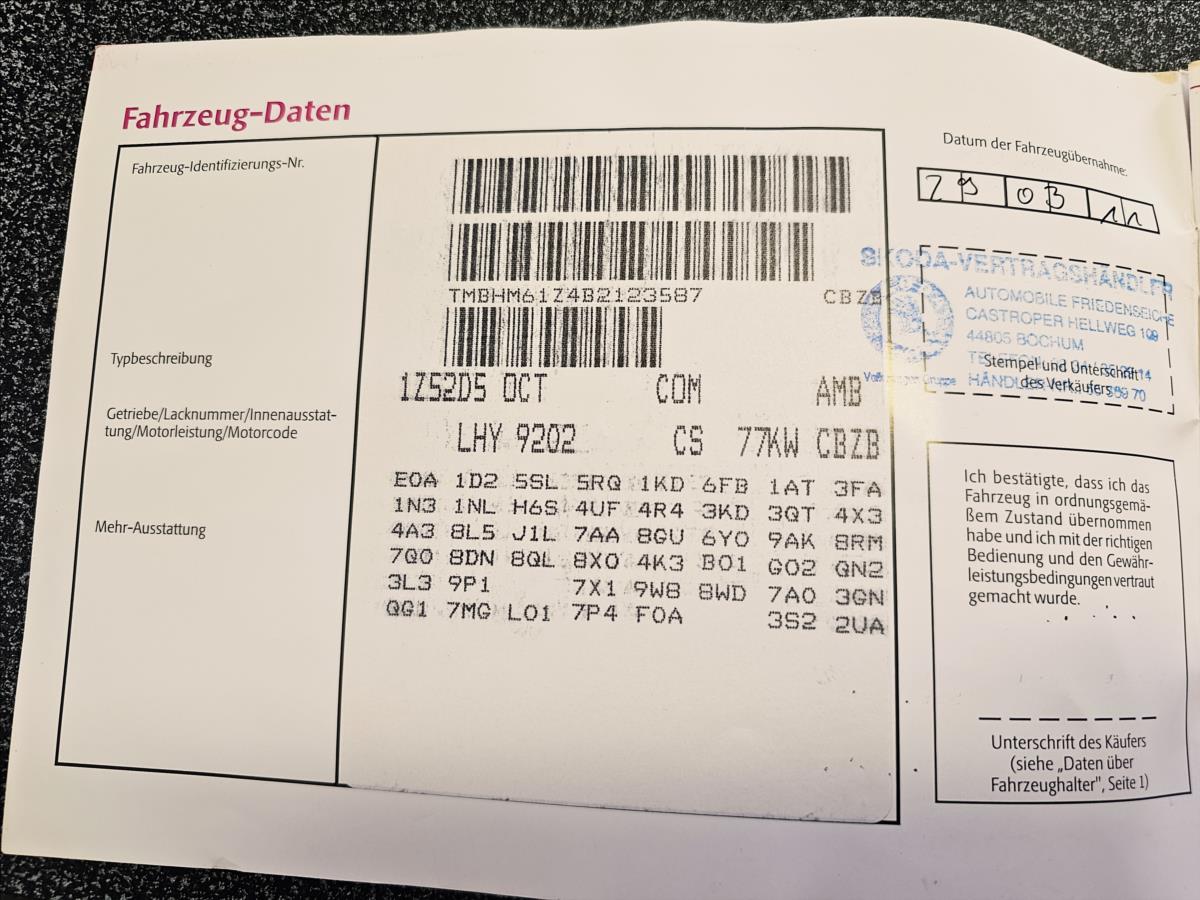 Fahrzeug-Daten
Fahrzeug-Identifizierungs-Nr.
TMBHM61Z4B2123587 CBZB
Typbeschreibung
1Z52D5 OCT COM AMB
Getriebe/Lacknummer/Innenausstat-
tung/Motorleistung/Motorcode
LHY 9202 CS 77KW CBZB
Mehr-Ausstattung
E0A 1D2 5SL 5RQ 1KD 6FB 1AT 3FA
1N3 1NL H6S 4UF 4R4 3KD 3QT 4X3
4A3 8L5 J1L 7AA 8GU 6Y0 9AK 8RM
7Q0 8DN 8QL 8X0 4K3 B01 G02 QN2
3L3 9P1 7X1 9W8 8WD 7A0 3GN
QG1 7MG L01 7P4 F0A 3S2 2UA
Datum der Fahrzeugübernahme:
29 03 11
SKODA-VERTRAGSHÄNDLER
AUTOMOBILE FRIEDENSEICHE
CASTROPER HELLWEG 109
44805 BOCHUM
Stempel und Unterschrift
des Verkäufers
Ich bestätigte, dass ich das
Fahrzeug in ordnungsgemä-
ßem Zustand übernommen
habe und ich mit der richtigen
Bedienung und den Gewähr-
leistungsbedingungen vertraut
gemacht wurde.
Unterschrift des Käufers
(siehe „Daten über
Fahrzeughalter", Seite 1)